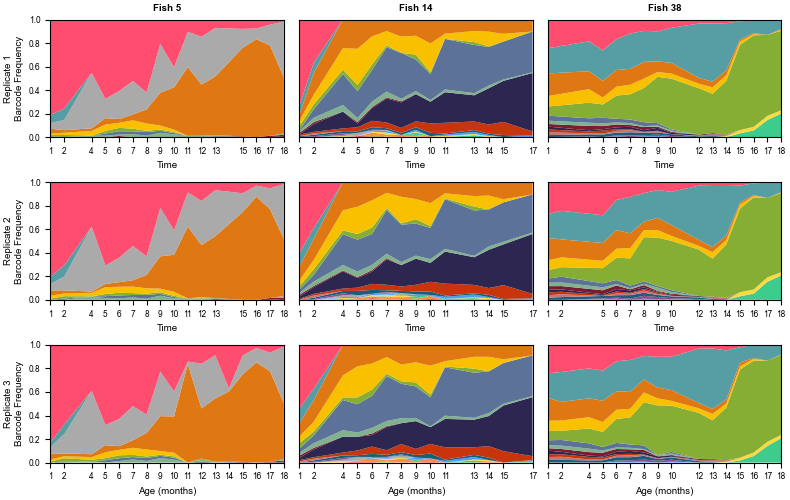 Fish 5 Fish 14 Fish 38
Replicate 1
Barcode Frequency
1.0
0.8
0.6
0.4
0.2
0.0
1 2 4 5 6 7 8 9 10 11 12 13 15 16 17 18
1 2 4 5 6 7 8 9 10 11 13 14 15 17
1 4 5 6 7 8 9 10 12 13 14 15 16 17 18
Time Time Time
Replicate 2
Barcode Frequency
1.0
0.8
0.6
0.4
0.2
0.0
1 2 4 5 6 7 8 9 10 11 12 13 15 16 17 18
1 2 4 5 6 7 8 9 10 11 13 14 15 17
1 2 5 6 7 8 9 10 12 13 14 15 16 17 18
Time Time Time
Replicate 3
Barcode Frequency
1.0
0.8
0.6
0.4
0.2
0.0
1 2 4 5 6 7 8 9 10 11 12 13 14 15 16 17 18
1 2 4 5 6 7 8 9 10 11 13 14 15 17
1 4 5 6 7 8 9 10 12 13 14 15 16 17 18
Age (months) Age (months) Age (months)